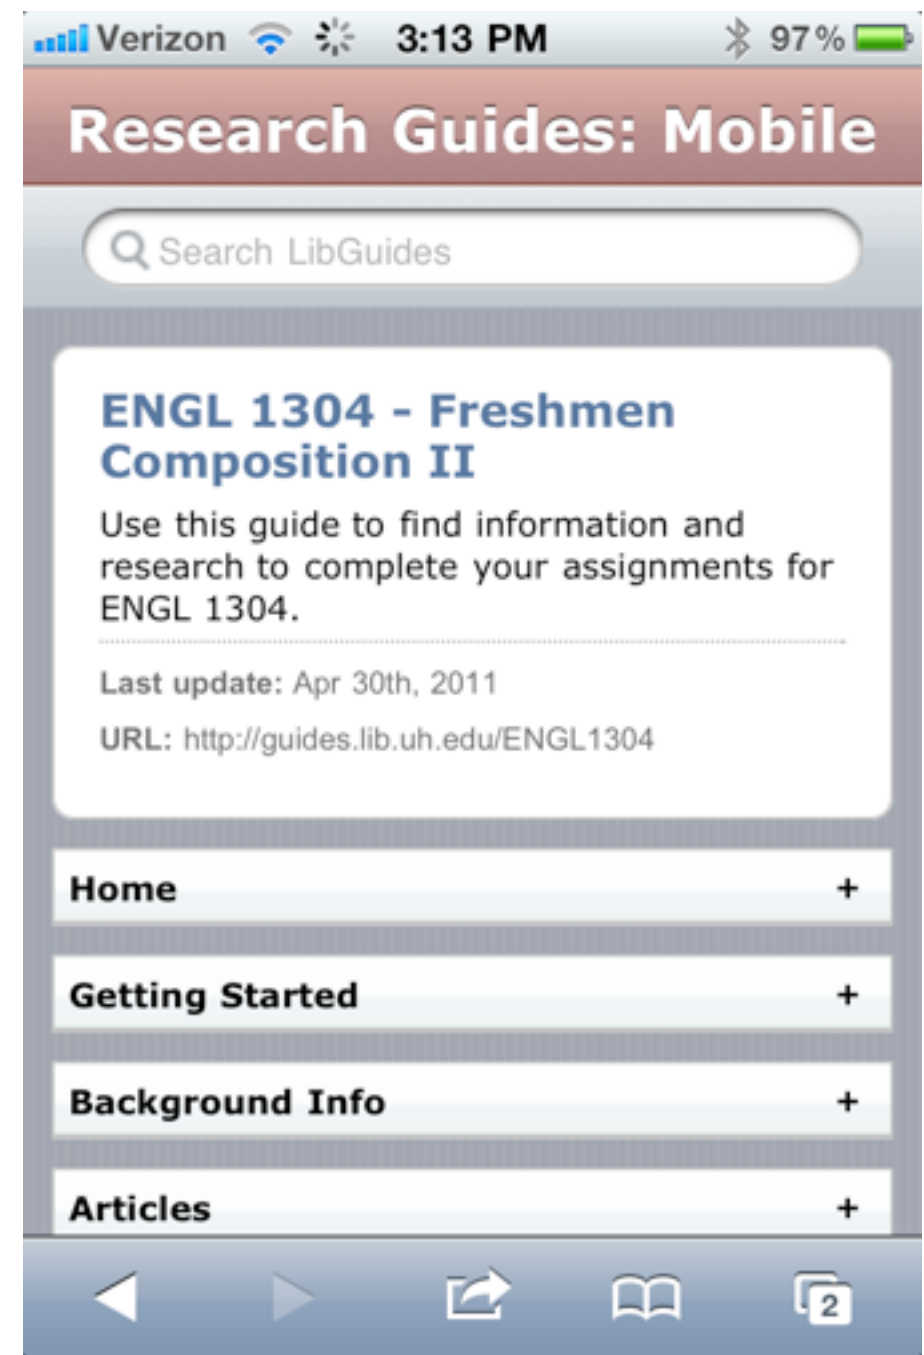 Verizon 3:13 PM 97%
Research Guides: Mobile
Search LibGuides
ENGL 1304 - Freshmen
Composition II
Use this guide to find information and
research to complete your assignments for
ENGL 1304.
Last update: Apr 30th, 2011
URL: http://guides.lib.uh.edu/ENGL1304
Home +
Getting Started +
Background Info +
Articles +
2